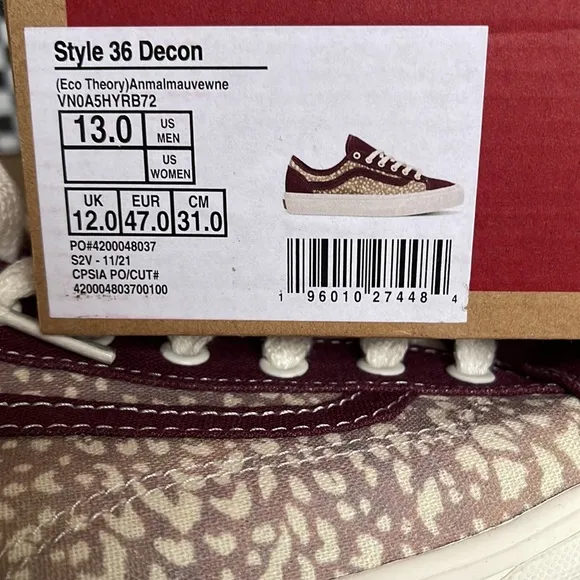 Style 36 Decon
(Eco Theory)Anmalmauvewne
VN0A5HYRB72
13.0 US MEN
US WOMEN
UK EUR CM
12.0 47.0 31.0
PO#4200048037
S2V - 11/21
CPSIA PO/CUT#
420004803700100
1 96010 27448 4